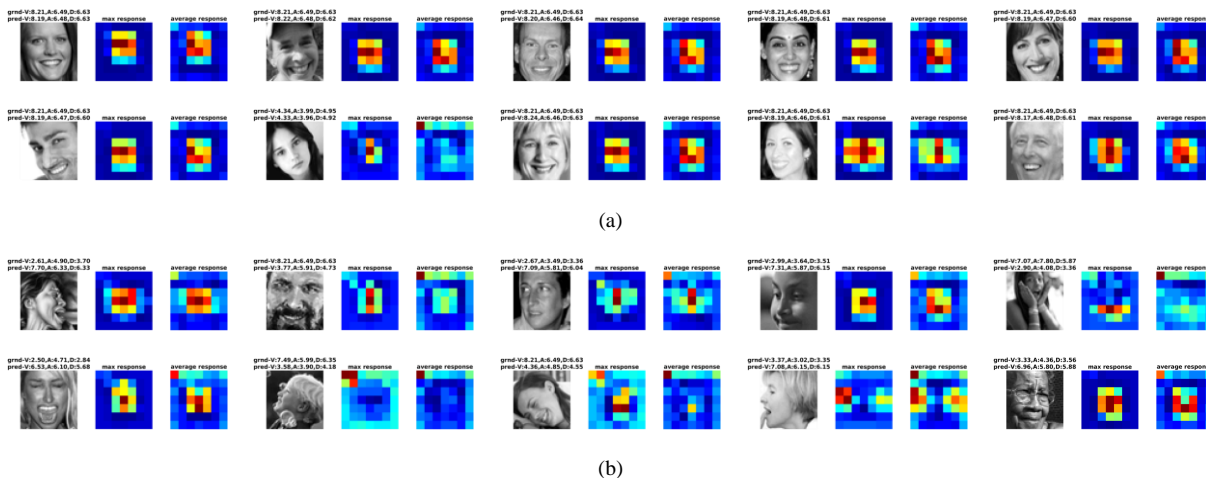 grnd-V:8.21,A:6.49,D:6.63
pred-V:8.19,A:6.48,D:6.63
max response
average response
grnd-V:8.21,A:6.49,D:6.63
pred-V:8.22,A:6.48,D:6.62
max response
average response
grnd-V:8.21,A:6.49,D:6.63
pred-V:8.20,A:6.46,D:6.64
max response
average response
grnd-V:8.21,A:6.49,D:6.63
pred-V:8.19,A:6.48,D:6.61
max response
average response
grnd-V:8.21,A:6.49,D:6.63
pred-V:8.19,A:6.47,D:6.60
max response
average response
grnd-V:8.21,A:6.49,D:6.63
pred-V:8.19,A:6.47,D:6.60
max response
average response
grnd-V:4.34,A:3.99,D:4.95
pred-V:4.33,A:3.96,D:4.92
max response
average response
grnd-V:8.21,A:6.49,D:6.63
pred-V:8.24,A:6.46,D:6.63
max response
average response
grnd-V:8.21,A:6.49,D:6.63
pred-V:8.19,A:6.46,D:6.61
max response
average response
grnd-V:8.21,A:6.49,D:6.63
pred-V:8.17,A:6.48,D:6.61
max response
average response
(a)
grnd-V:2.61,A:4.90,D:3.70
pred-V:7.70,A:6.33,D:6.33
max response
average response
grnd-V:8.21,A:6.49,D:6.63
pred-V:3.77,A:5.91,D:4.73
max response
average response
grnd-V:2.67,A:3.49,D:3.36
pred-V:7.09,A:5.81,D:6.04
max response
average response
grnd-V:2.99,A:3.64,D:3.51
pred-V:7.31,A:5.87,D:6.15
max response
average response
grnd-V:7.07,A:7.80,D:5.87
pred-V:2.90,A:4.08,D:3.36
max response
average response
grnd-V:2.50,A:4.71,D:2.84
pred-V:6.53,A:6.10,D:5.68
max response
average response
grnd-V:7.49,A:5.99,D:6.35
pred-V:3.58,A:3.90,D:4.18
max response
average response
grnd-V:8.21,A:6.49,D:6.63
pred-V:4.36,A:4.85,D:4.55
max response
average response
grnd-V:3.37,A:3.02,D:3.35
pred-V:7.08,A:6.15,D:6.15
max response
average response
grnd-V:3.33,A:4.36,D:3.56
pred-V:6.96,A:5.80,D:5.88
max response
average response
(b)